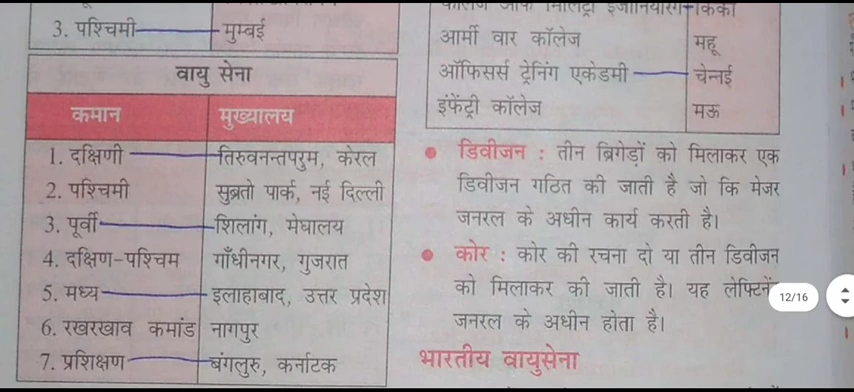 3. पश्चिमी मुम्बई
वायु सेना
कमान मुख्यालय
1. दक्षिणी तिरुवनन्तपुरम, केरल
2. पश्चिमी सुब्रतो पार्क, नई दिल्ली
3. पूर्वी शिलांग, मेघालय
4. दक्षिण-पश्चिम गाँधीनगर, गुजरात
5. मध्य इलाहाबाद, उत्तर प्रदेश
6. रखरखाव कमांड नागपुर
7. प्रशिक्षण बंगलुरु, कर्नाटक
आर्मी वार कॉलेज महू
ऑफिसर्स ट्रेनिंग एकेडमी चेन्नई
इंफेंट्री कॉलेज मऊ
• डिवीजन : तीन ब्रिगेडों को मिलाकर एक
डिवीजन गठित की जाती है जो कि मेजर
जनरल के अधीन कार्य करती है।
• कोर : कोर की रचना दो या तीन डिवीजन
को मिलाकर की जाती है। यह
जनरल के अधीन होता है।
भारतीय वायुसेना
12/16